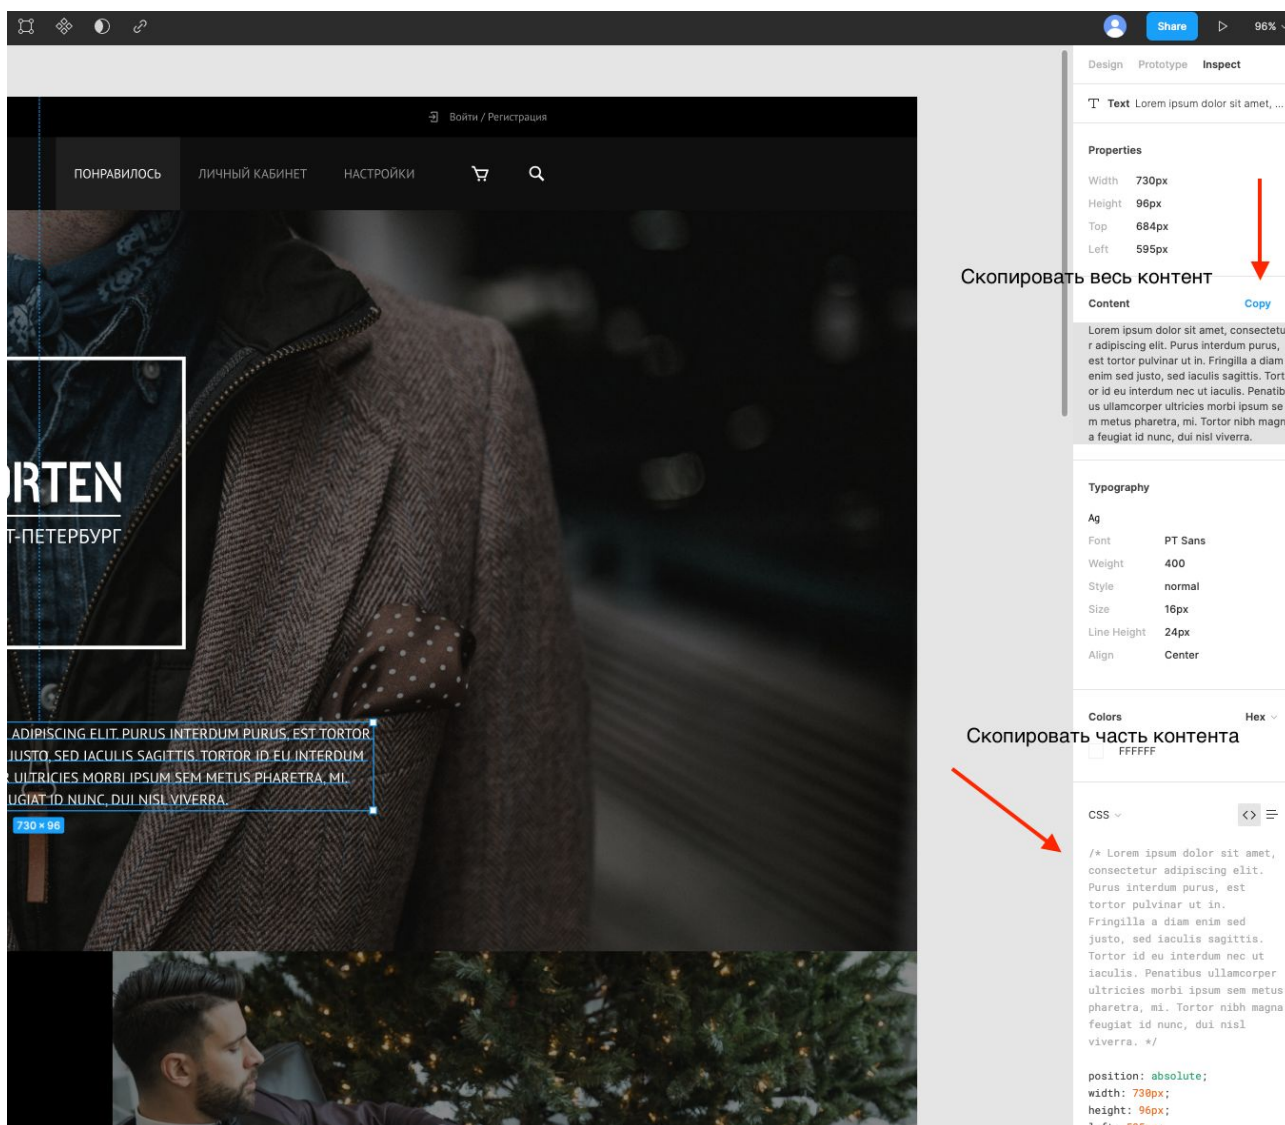 Share
96%
Design Prototype Inspect
Войти / Регистрация
T Text Lorem ipsum dolor sit amet, ...
ПОНРАВИЛОСЬ ЛИЧНЫЙ КАБИНЕТ НАСТРОЙКИ
Properties
Width 730px
Height 96px
Top 684px
Left 595px
Скопировать весь контент
Content Copy
Lorem ipsum dolor sit amet, consectetu
r adipiscing elit. Purus interdum purus,
est tortor pulvinar ut in. Fringilla a diam
enim sed justo, sed iaculis sagittis. Tort
or id eu interdum nec ut iaculis. Penatib
us ullamcorper ultricies morbi ipsum se
m metus pharetra, mi. Tortor nibh magn
a feugiat id nunc, dui nisl viverra.
RTEN
Т-ПЕТЕРБУРГ
Typography
Ag
Font PT Sans
Weight 400
Style normal
Size 16px
Line Height 24px
Align Center
ADIPISCING ELIT. PURUS INTERDUM PURUS, EST TORTOR
JUSTO, SED IACULIS SAGITTIS. TORTOR ID EU INTERDUM
ULTRICIES MORBI IPSUM SEM METUS PHARETRA, MI.
UGIAT ID NUNC, DUI NISL VIVERRA.
730 × 96
Colors Hex
Скопировать часть контента
FFFFFF
CSS
/* Lorem ipsum dolor sit amet,
consectetur adipiscing elit.
Purus interdum purus, est
tortor pulvinar ut in.
Fringilla a diam enim sed
justo, sed iaculis sagittis.
Tortor id eu interdum nec ut
iaculis. Penatibus ullamcorper
ultricies morbi ipsum sem metus
pharetra, mi. Tortor nibh magna
feugiat id nunc, dui nisl
viverra. */
position: absolute;
width: 730px;
height: 96px;